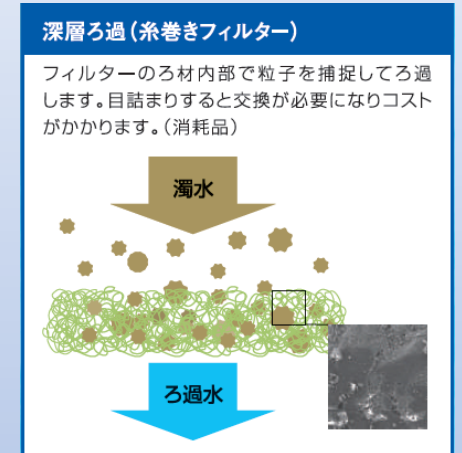 深層ろ過（糸巻きフィルター）
フィルターのろ材内部で粒子を捕捉してろ過
します。目詰まりすると交換が必要になりコスト
がかかります。（消耗品）
濁水
ろ過水